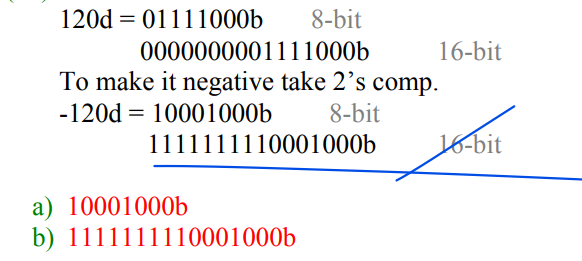 120d = 01111000b 8-bit
0000000001111000b 16-bit
To make it negative take 2’s comp.
-120d = 10001000b 8-bit
1111111110001000b 16-bit
a) 10001000b
b) 1111111110001000b